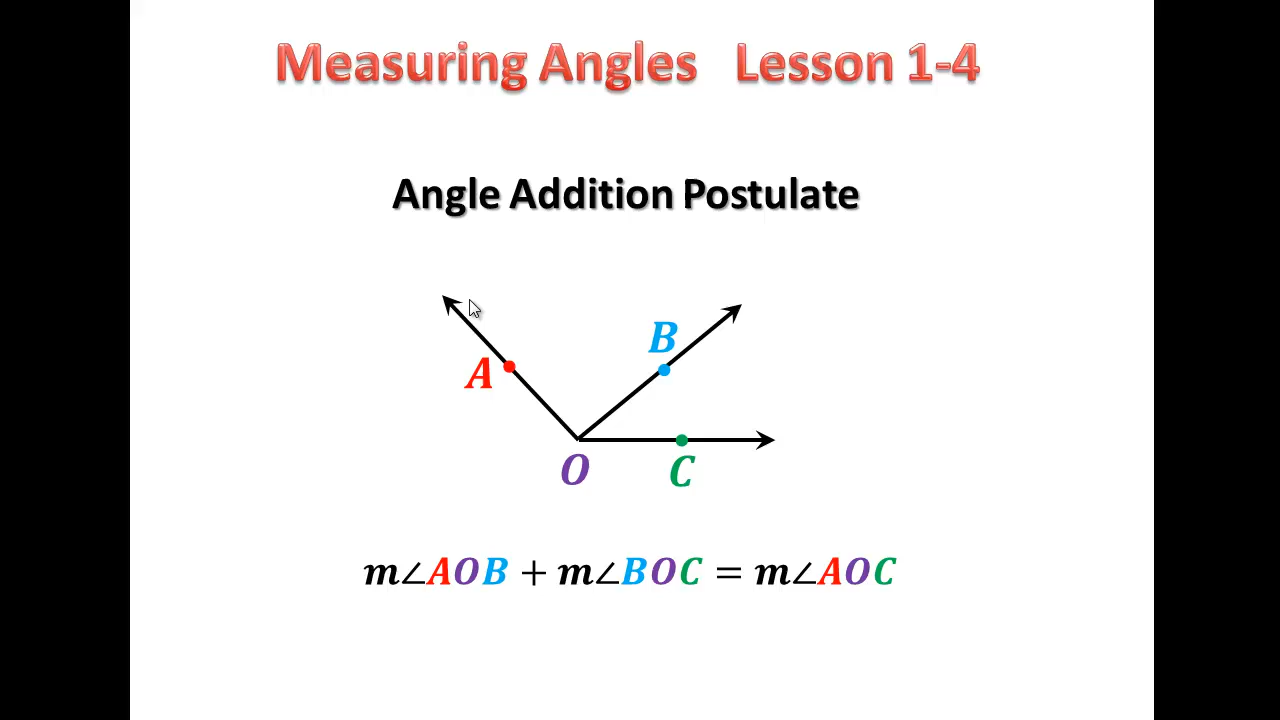 Measuring Angles Lesson 1-4
Angle Addition Postulate
B
A
O
C
m∠AOB + m∠BOC = m∠AOC